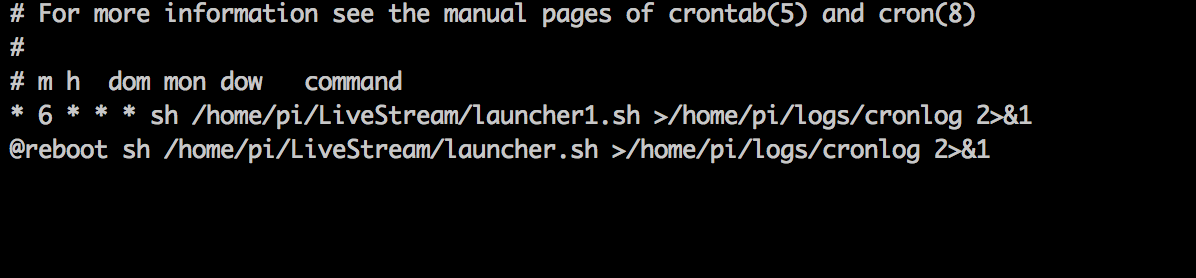 # For more information see the manual pages of crontab(5) and cron(8)
#
# m h  dom mon dow   command
* 6 * * * sh /home/pi/LiveStream/launcher1.sh >/home/pi/logs/cronlog 2>&1
@reboot sh /home/pi/LiveStream/launcher.sh >/home/pi/logs/cronlog 2>&1